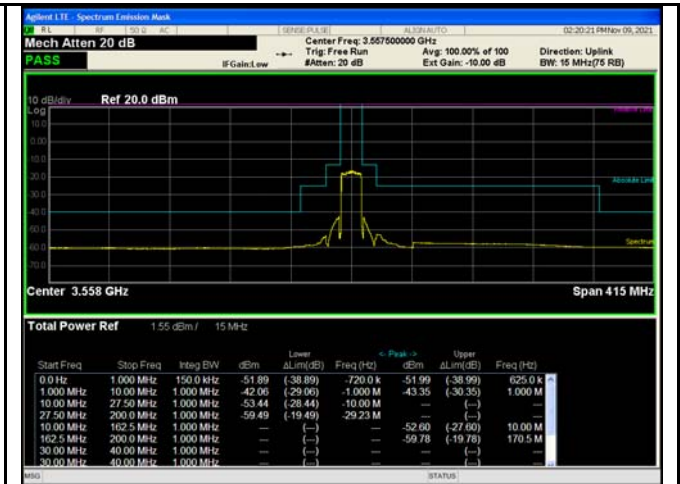 Agilent LTE - Spectrum Emission Mask
RL RF 50 Ω AC SENSE:PULSE ALIGN AUTO 02:20:21 PM Nov 09, 2021
Mech Atten 20 dB Center Freq: 3.557500000 GHz
Trig: Free Run Avg: 100.00% of 100 Direction: Uplink
PASS IFGain:Low #Atten: 20 dB Ext Gain: -10.00 dB BW: 15 MHz(75 RB)
10 dB/div Ref 20.0 dBm
Log
Relative Limit
10.0
0.00
10.0
20.0
Absolute Limit
30.0
40.0
50.0
Spectrum
60.0
70.0
Center 3.558 GHz Span 415 MHz
Total Power Ref 1.55 dBm / 15 MHz
Lower <- Peak -> Upper
Start Freq Stop Freq Integ BW dBm ΔLim(dB) Freq (Hz) dBm ΔLim(dB) Freq (Hz)
0.0 Hz 1.000 MHz 150.0 kHz -51.89 (-38.89) -720.0 k -51.99 (-38.99) 625.0 k
1.000 MHz 10.00 MHz 1.000 MHz -42.06 (-29.06) -1.000 M -43.35 (-30.35) 1.000 M
10.00 MHz 27.50 MHz 1.000 MHz -53.44 (-28.44) -10.00 M --- (---)
27.50 MHz 200.0 MHz 1.000 MHz -59.49 (-19.49) -29.23 M --- (---)
10.00 MHz 162.5 MHz 1.000 MHz --- (---) -52.60 (-27.60) 10.00 M
162.5 MHz 200.0 MHz 1.000 MHz --- (---) -59.78 (-19.78) 170.5 M
30.00 MHz 40.00 MHz 1.000 MHz --- (---) --- (---)
30.00 MHz 40.00 MHz 1.000 MHz --- (---) --- (---)
MSG STATUS